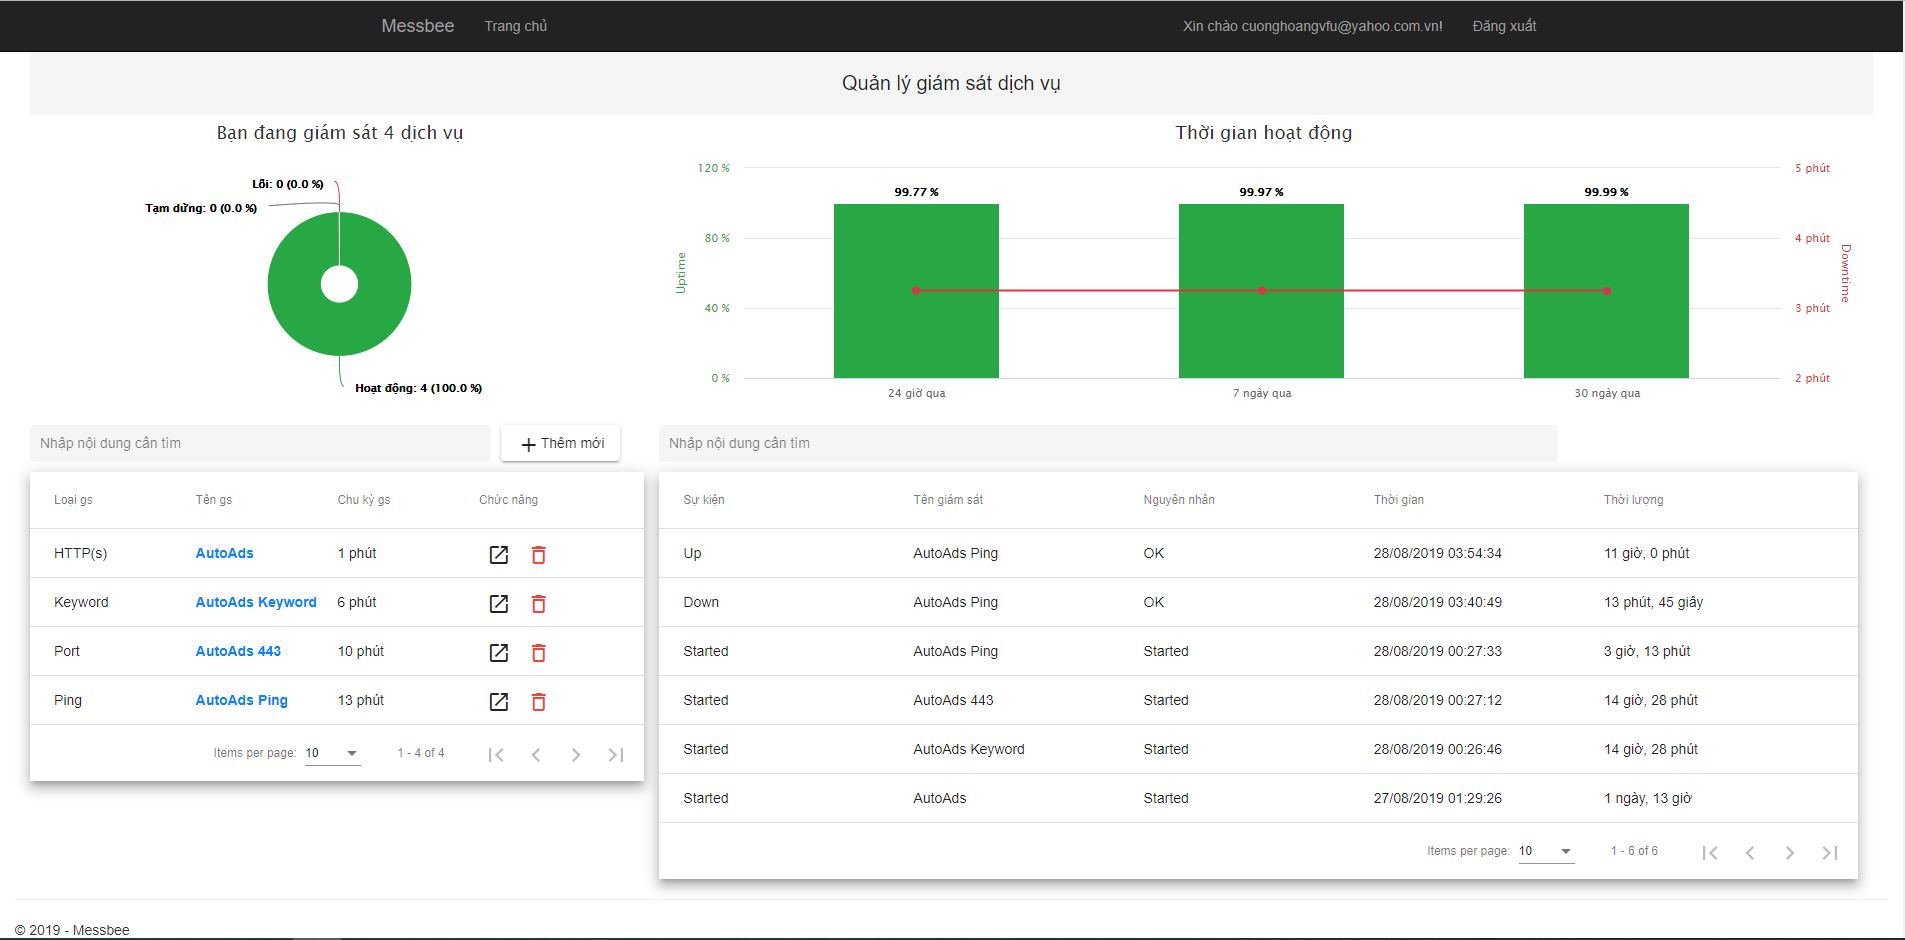 Messbee Trang chủ Xin chào cuonghoangvfu@yahoo.com.vn! Đăng xuất
Quản lý giám sát dịch vụ
Bạn đang giám sát 4 dịch vụ
Lỗi: 0 (0.0 %)
Tạm dừng: 0 (0.0 %)
Hoạt động: 4 (100.0 %)
Thời gian hoạt động
120 %
80 %
40 %
0 %
Uptime
99.77 %
99.97 %
99.99 %
5 phút
4 phút
3 phút
2 phút
Downtime
24 giờ qua
7 ngày qua
30 ngày qua
Nhập nội dung cần tìm
Thêm mới
Loại gs Tên gs Chu kỳ gs Chức năng
HTTP(s) AutoAds 1 phút
Keyword AutoAds Keyword 6 phút
Port AutoAds 443 10 phút
Ping AutoAds Ping 13 phút
Items per page: 10 1 - 4 of 4
Nhập nội dung cần tìm
Sự kiện Tên giám sát Nguyên nhân Thời gian Thời lượng
Up AutoAds Ping OK 28/08/2019 03:54:34 11 giờ, 0 phút
Down AutoAds Ping OK 28/08/2019 03:40:49 13 phút, 45 giây
Started AutoAds Ping Started 28/08/2019 00:27:33 3 giờ, 13 phút
Started AutoAds 443 Started 28/08/2019 00:27:12 14 giờ, 28 phút
Started AutoAds Keyword Started 28/08/2019 00:26:46 14 giờ, 28 phút
Started AutoAds Started 27/08/2019 01:29:26 1 ngày, 13 giờ
Items per page: 10 1 - 6 of 6
© 2019 - Messbee